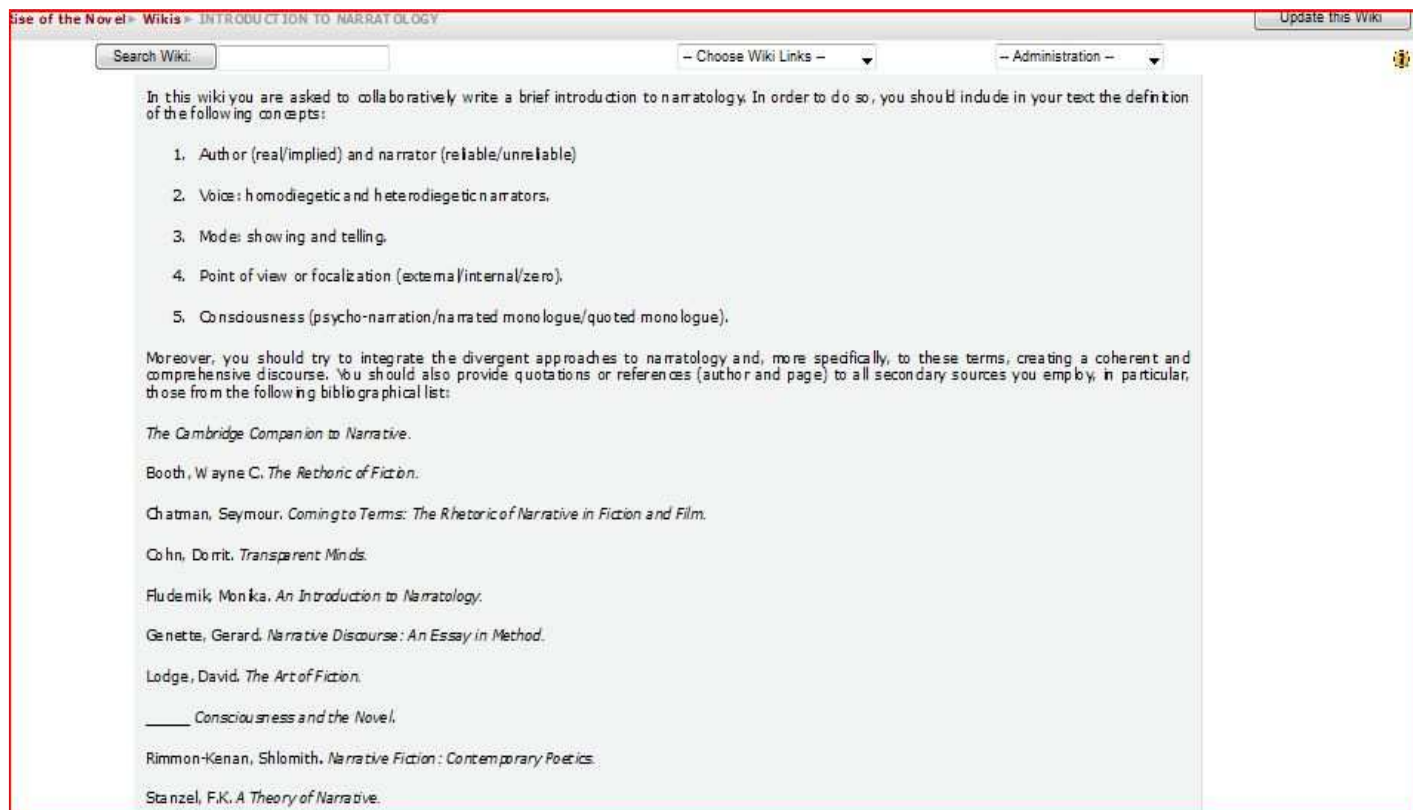 Rise of the Novel ▸ Wikis ▸ INTRODUCTION TO NARRATOLOGY
Update this Wiki
Search Wiki:
-- Choose Wiki Links --
-- Administration --
In this wiki you are asked to collaboratively write a brief introduction to narratology. In order to do so, you should include in your text the definition
of the following concepts:
1. Author (real/implied) and narrator (reliable/unreliable)
2. Voice: homodiegetic and heterodiegetic narrators.
3. Mode: showing and telling.
4. Point of view or focalization (external/internal/zero).
5. Consciousness (psycho-narration/narrated monologue/quoted monologue).
Moreover, you should try to integrate the divergent approaches to narratology and, more specifically, to these terms, creating a coherent and
comprehensive discourse. You should also provide quotations or references (author and page) to all secondary sources you employ, in particular,
those from the following bibliographical list:
The Cambridge Companion to Narrative.
Booth, Wayne C. The Rethoric of Fiction.
Chatman, Seymour. Coming to Terms: The Rhetoric of Narrative in Fiction and Film.
Cohn, Dorrit. Transparent Minds.
Fludernik, Monika. An Introduction to Narratology.
Genette, Gerard. Narrative Discourse: An Essay in Method.
Lodge, David. The Art of Fiction.
_____ Consciousness and the Novel.
Rimmon-Kenan, Shlomith. Narrative Fiction: Contemporary Poetics.
Stanzel, F.K. A Theory of Narrative.